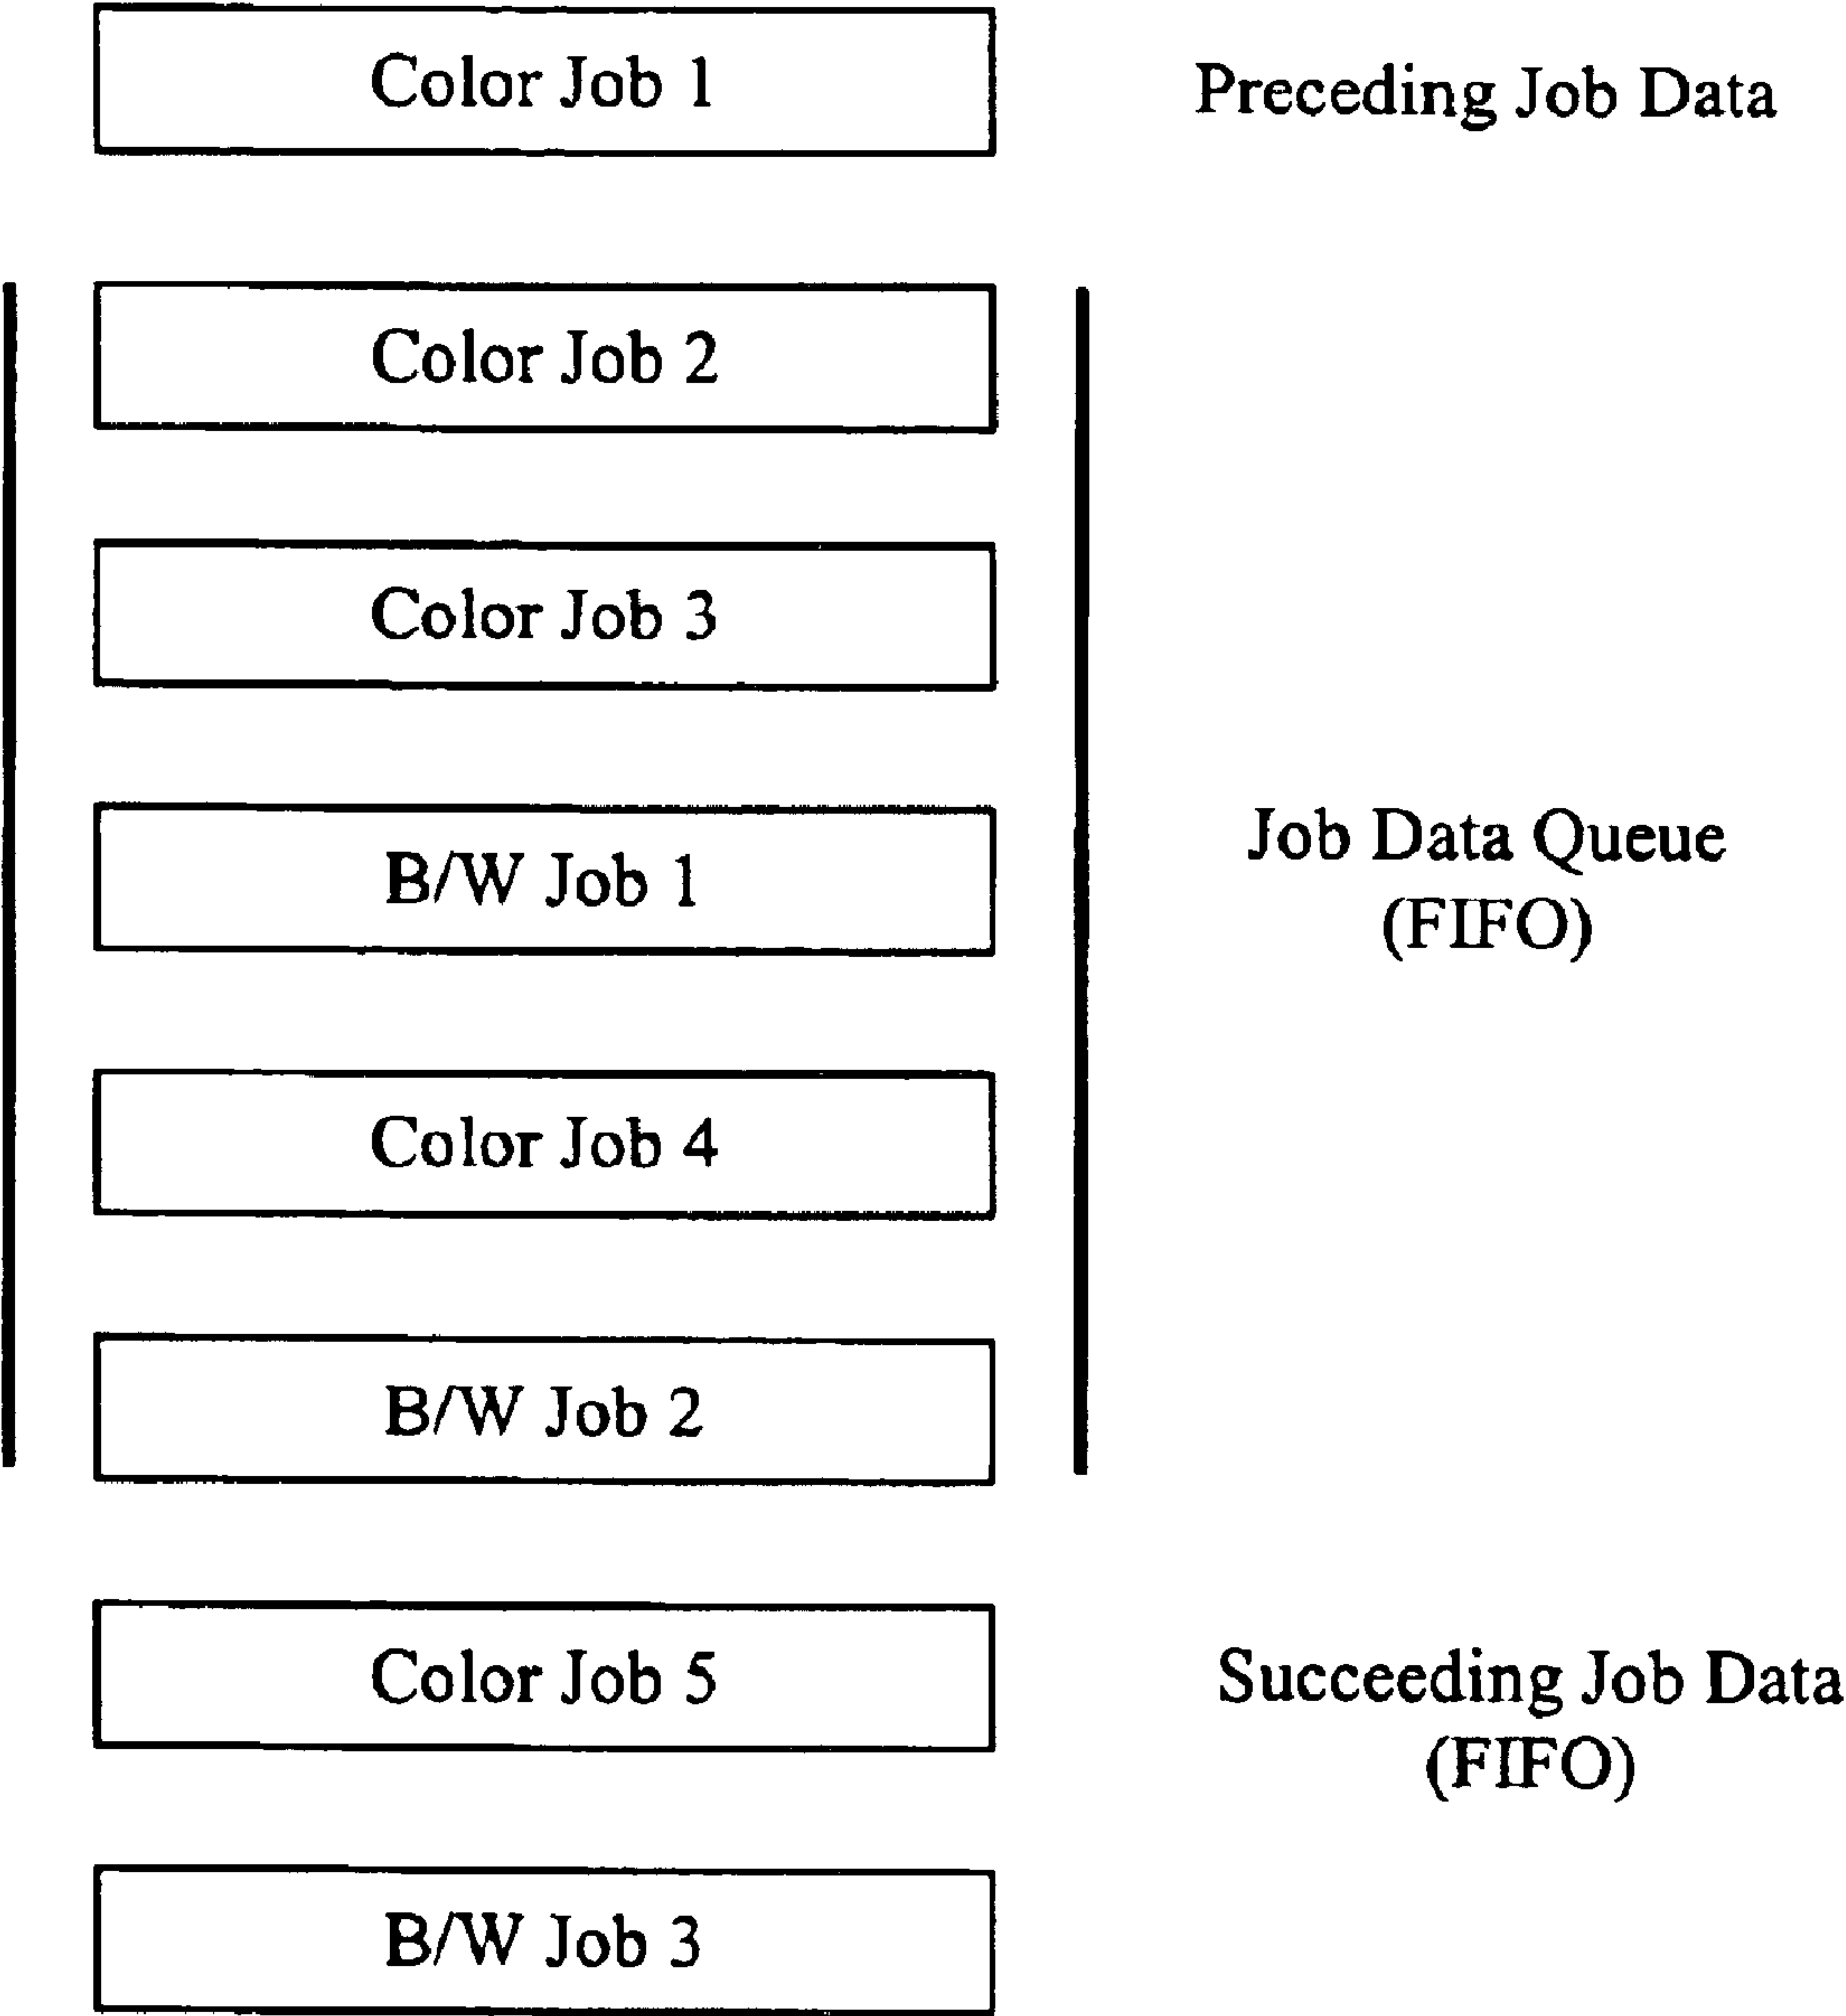 Color Job 1
Preceding Job Data
Color Job 2
Color Job 3
B/W Job 1
Job Data Queue
(FIFO)
Color Job 4
B/W Job 2
Color Job 5
Succeeding Job Data
(FIFO)
B/W Job 3